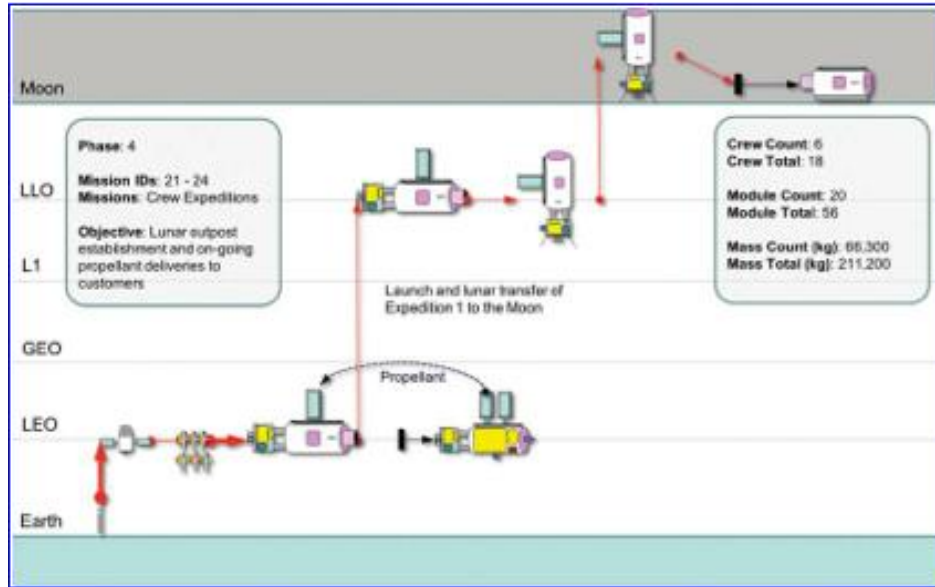 Moon
Phase: 4
Mission IDs: 21 - 24
Missions: Crew Expeditions
Objective: Lunar outpost
establishment and on-going
propellant deliveries to
customers
Crew Count: 6
Crew Total: 18
Module Count: 20
Module Total: 56
Mass Count (kg): 66,300
Mass Total (kg): 211,200
LLO
L1
Launch and lunar transfer of
Expedition 1 to the Moon
GEO
Propellant
LEO
Earth